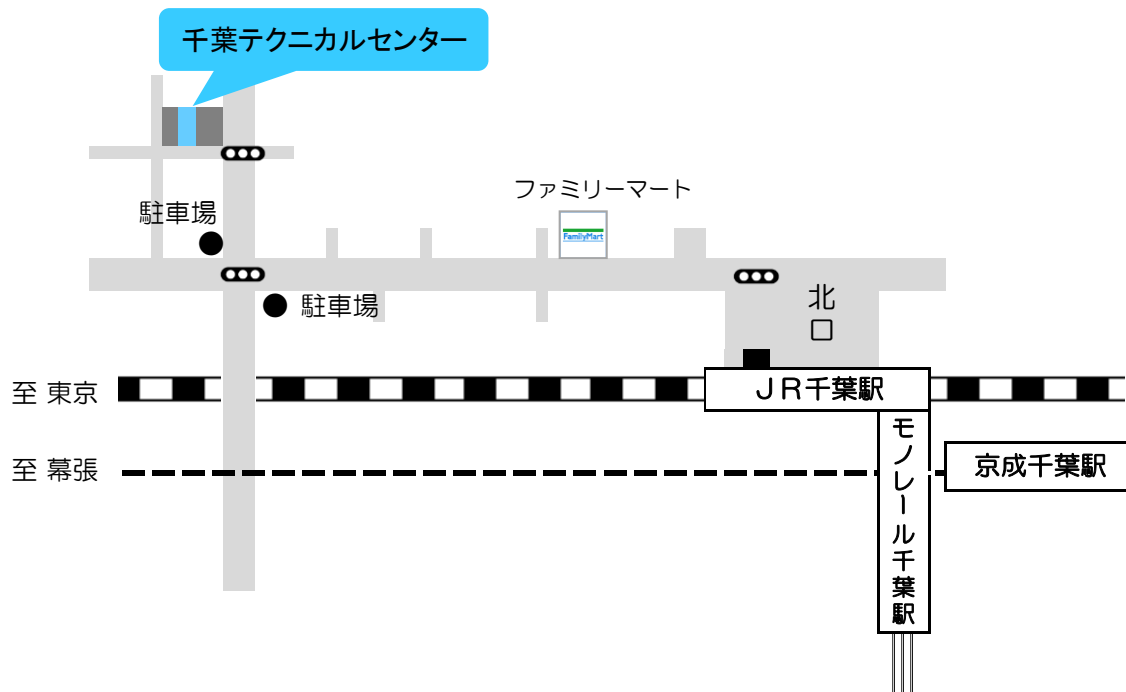 千葉テクニカルセンター
ファミリーマート
FamilyMart
駐車場
駐車場
北口
至 東京
JR千葉駅
至 幕張
モノレール千葉駅
京成千葉駅